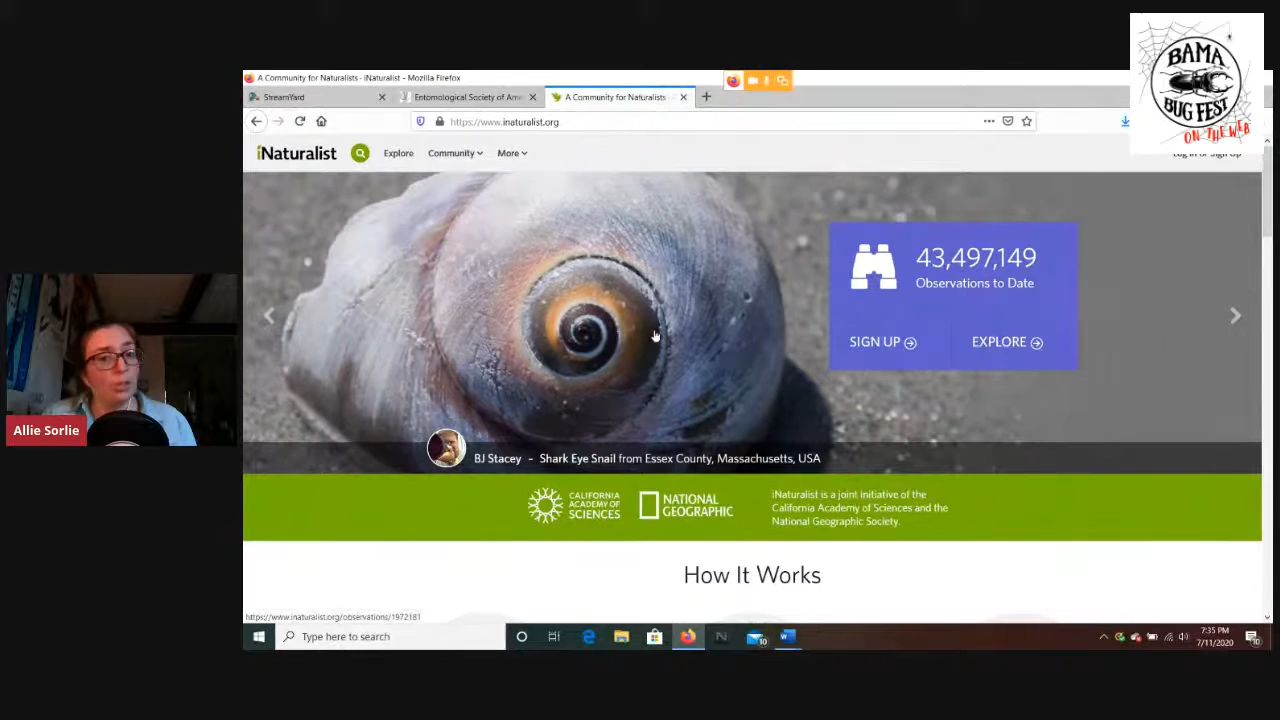 BAMA
BUG FEST
ON THE WEB
A Community for Naturalists · iNaturalist - Mozilla Firefox
StreamYard
Entomological Society of Ame
A Community for Naturalists
https://www.inaturalist.org
iNaturalist
Explore
Community
More
43,497,149
Observations to Date
SIGN UP
EXPLORE
Allie Sorlie
BJ Stacey - Shark Eye Snail from Essex County, Massachusetts, USA
CALIFORNIA
ACADEMY OF
SCIENCES
NATIONAL
GEOGRAPHIC
iNaturalist is a joint initiative of the
California Academy of Sciences and the
National Geographic Society.
How It Works
https://www.inaturalist.org/observations/1972181
Type here to search
10
7:35 PM
7/11/2020
10